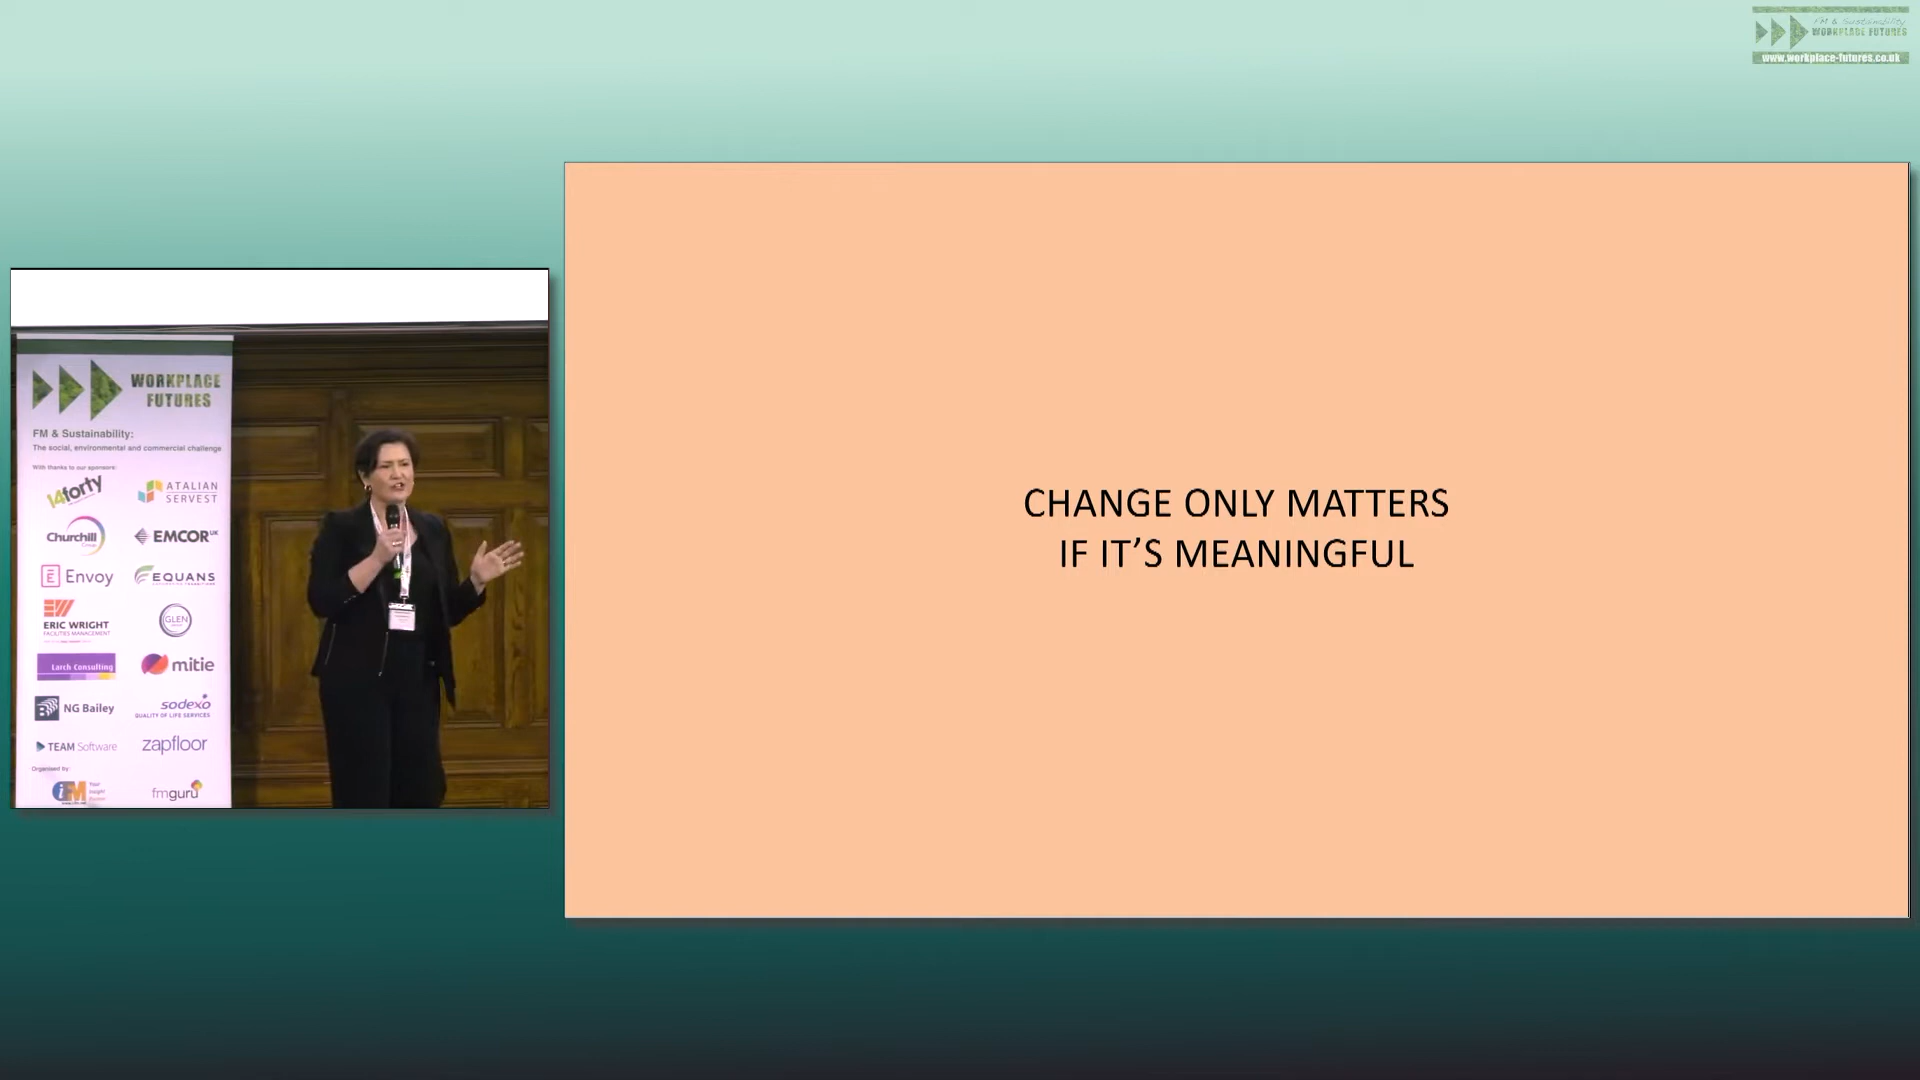 FM & Sustainability
WORKPLACE FUTURES
www.workplace-futures.co.uk
WORKPLACE
FUTURES
FM & Sustainability:
The social, environmental and commercial challenge
With thanks to our sponsors:
14forty
ATALIAN
SERVEST
Churchill
Group
EMCOR UK
Envoy
EQUANS
ERIC WRIGHT
FACILITIES MANAGEMENT
GLEN
Larch Consulting
mitie
NG Bailey
sodexo
QUALITY OF LIFE SERVICES
TEAM Software
zapfloor
Organised by:
iFM
fmguru
CHANGE ONLY MATTERS
IF IT’S MEANINGFUL